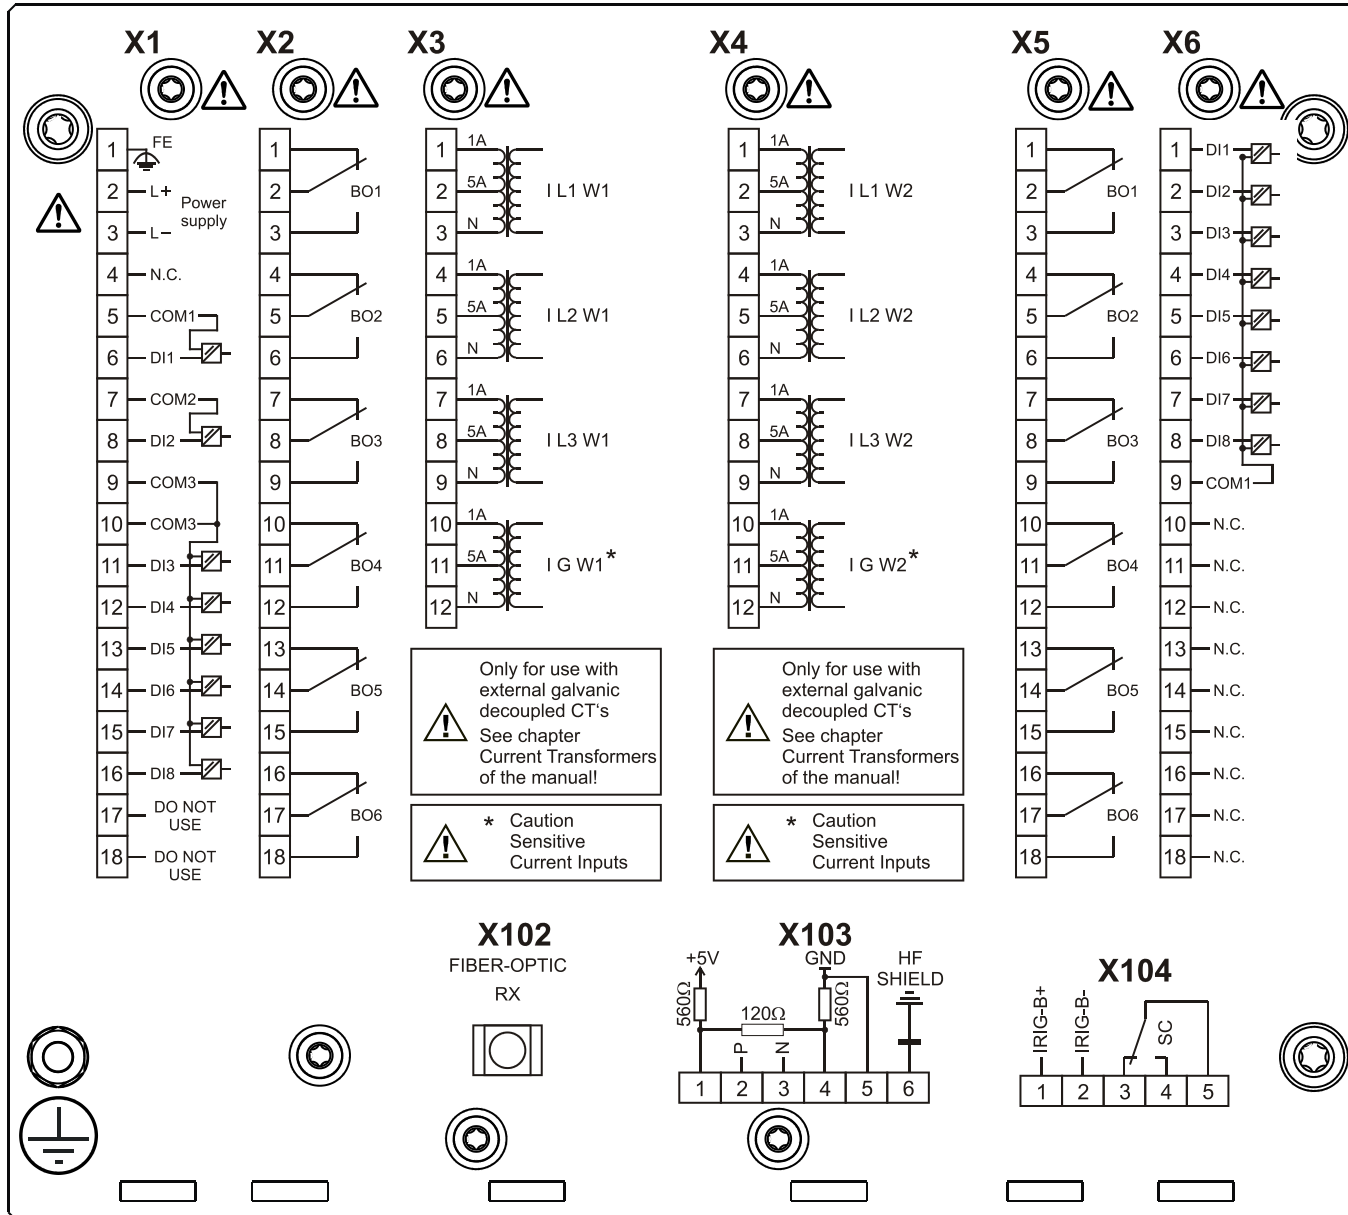 X1
1 FE
2 L+
Power
supply
3 L−
4 N.C.
5 COM1
6 DI1
7 COM2
8 DI2
9 COM3
10 COM3
11 DI3
12 DI4
13 DI5
14 DI6
15 DI7
16 DI8
17 DO NOT
USE
18 DO NOT
USE
X2
1
2 BO1
3
4
5 BO2
6
7
8 BO3
9
10
11 BO4
12
13
14 BO5
15
16
17 BO6
18
X3
1 1A
2 5A I L1 W1
3 N
4 1A
5 5A I L2 W1
6 N
7 1A
8 5A I L3 W1
9 N
10 1A
11 5A I G W1*
12 N
Only for use with
external galvanic
decoupled CT‘s
See chapter
Current Transformers
of the manual!
* Caution
Sensitive
Current Inputs
X4
1 1A
2 5A I L1 W2
3 N
4 1A
5 5A I L2 W2
6 N
7 1A
8 5A I L3 W2
9 N
10 1A
11 5A I G W2*
12 N
Only for use with
external galvanic
decoupled CT‘s
See chapter
Current Transformers
of the manual!
* Caution
Sensitive
Current Inputs
X5
1
2 BO1
3
4
5 BO2
6
7
8 BO3
9
10
11 BO4
12
13
14 BO5
15
16
17 BO6
18
X6
1 DI1
2 DI2
3 DI3
4 DI4
5 DI5
6 DI6
7 DI7
8 DI8
9 COM1
10 N.C.
11 N.C.
12 N.C.
13 N.C.
14 N.C.
15 N.C.
16 N.C.
17 N.C.
18 N.C.
X102
FIBER-OPTIC
RX
X103
+5V GND HF
SHIELD
560Ω 120Ω 560Ω
P N
1 2 3 4 5 6
X104
IRIG-B+ IRIG-B- SC
1 2 3 4 5